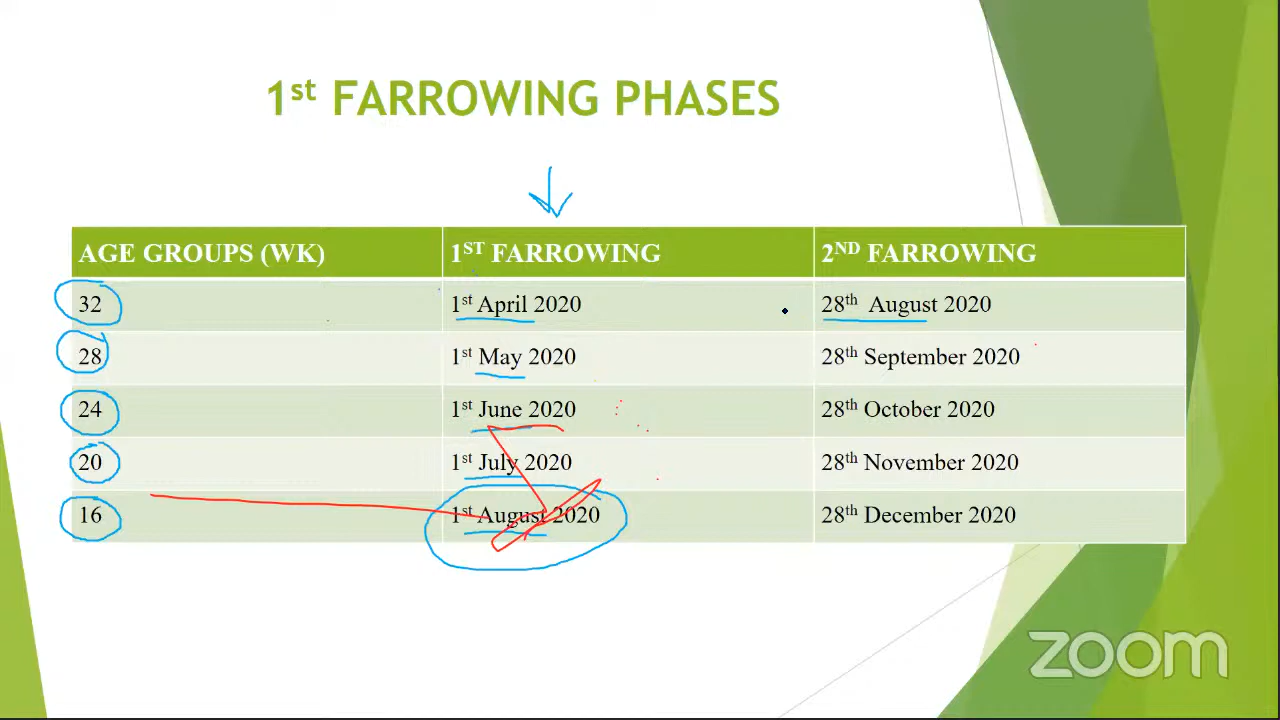 1st FARROWING PHASES
AGE GROUPS (WK) 1ST FARROWING 2ND FARROWING
32 1st April 2020 28th August 2020
28 1st May 2020 28th September 2020
24 1st June 2020 28th October 2020
20 1st July 2020 28th November 2020
16 1st August 2020 28th December 2020
zoom